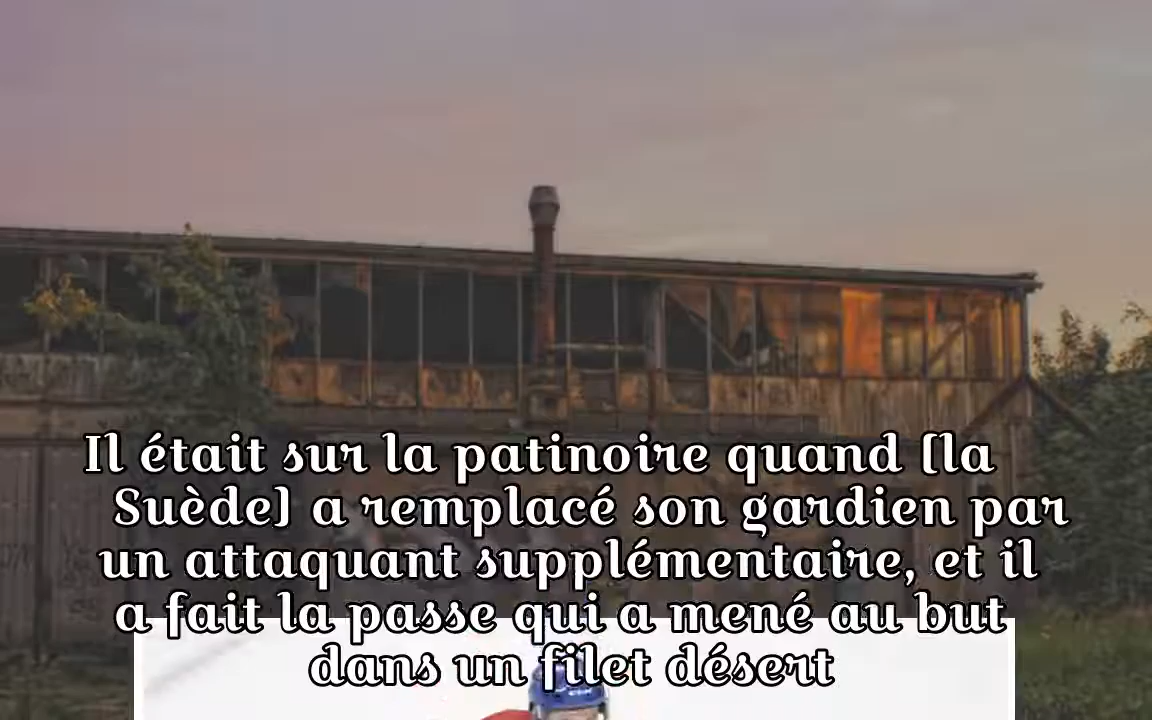 Il était sur la patinoire quand [la
Suède] a remplacé son gardien par
un attaquant supplémentaire, et il
a fait la passe qui a mené au but
dans un filet désert